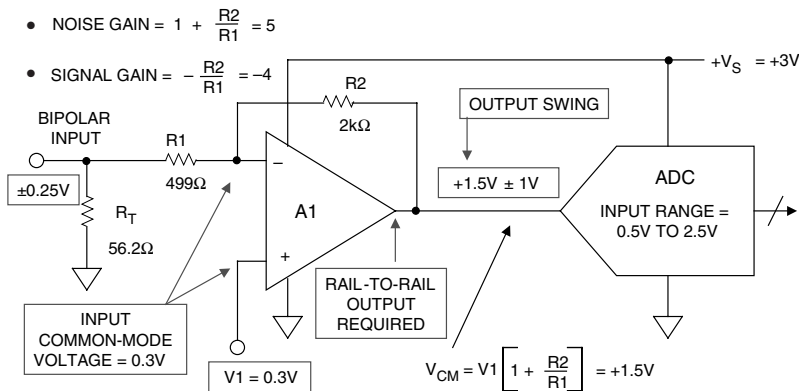 • NOISE GAIN = 1 + R2/R1 = 5
• SIGNAL GAIN = − R2/R1 = −4
+VS = +3V
R2
2kΩ
OUTPUT SWING
BIPOLAR
INPUT
R1
499Ω
±0.25V
RT
56.2Ω
−
+
A1
+1.5V ± 1V
ADC
INPUT RANGE =
0.5V TO 2.5V
INPUT
COMMON-MODE
VOLTAGE = 0.3V
RAIL-TO-RAIL
OUTPUT
REQUIRED
V1 = 0.3V
VCM = V1 [1 + R2/R1] = +1.5V